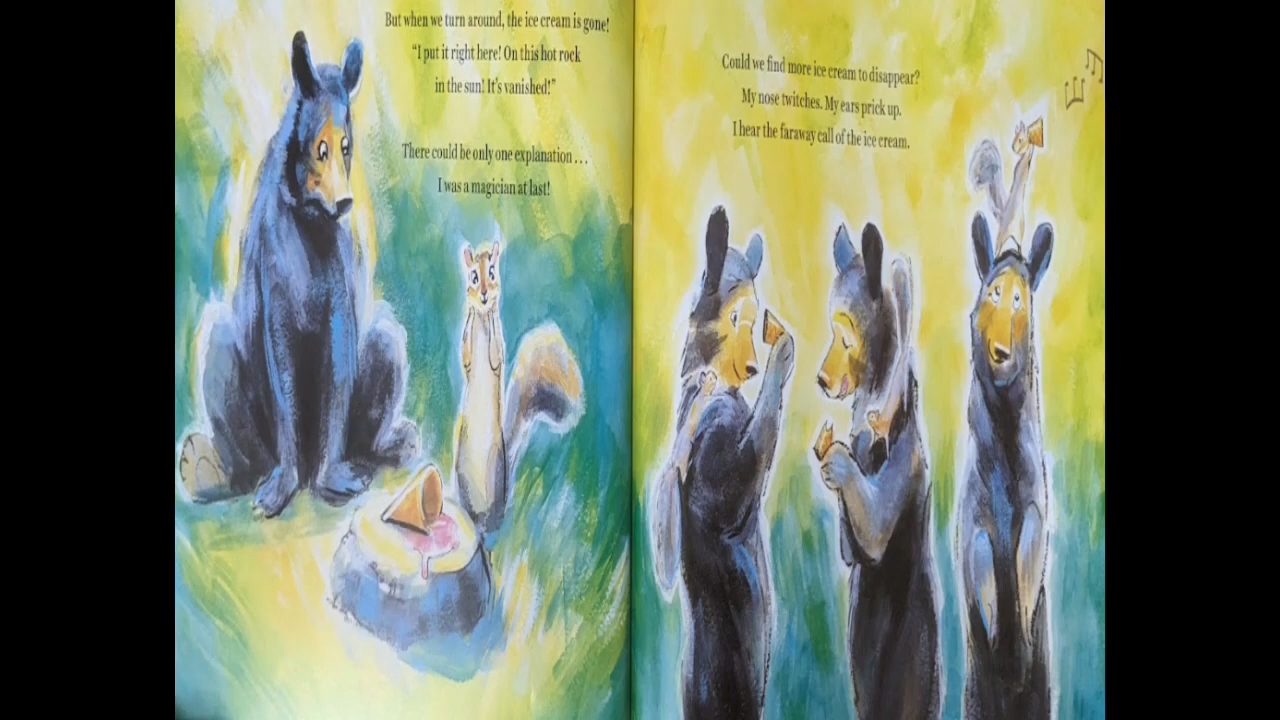 But when we turn around, the ice cream is gone!
“I put it right here! On this hot rock
in the sun! It’s vanished!”
There could be only one explanation . . .
I was a magician at last!
Could we find more ice cream to disappear?
My nose twitches. My ears prick up.
I hear the faraway call of the ice cream.